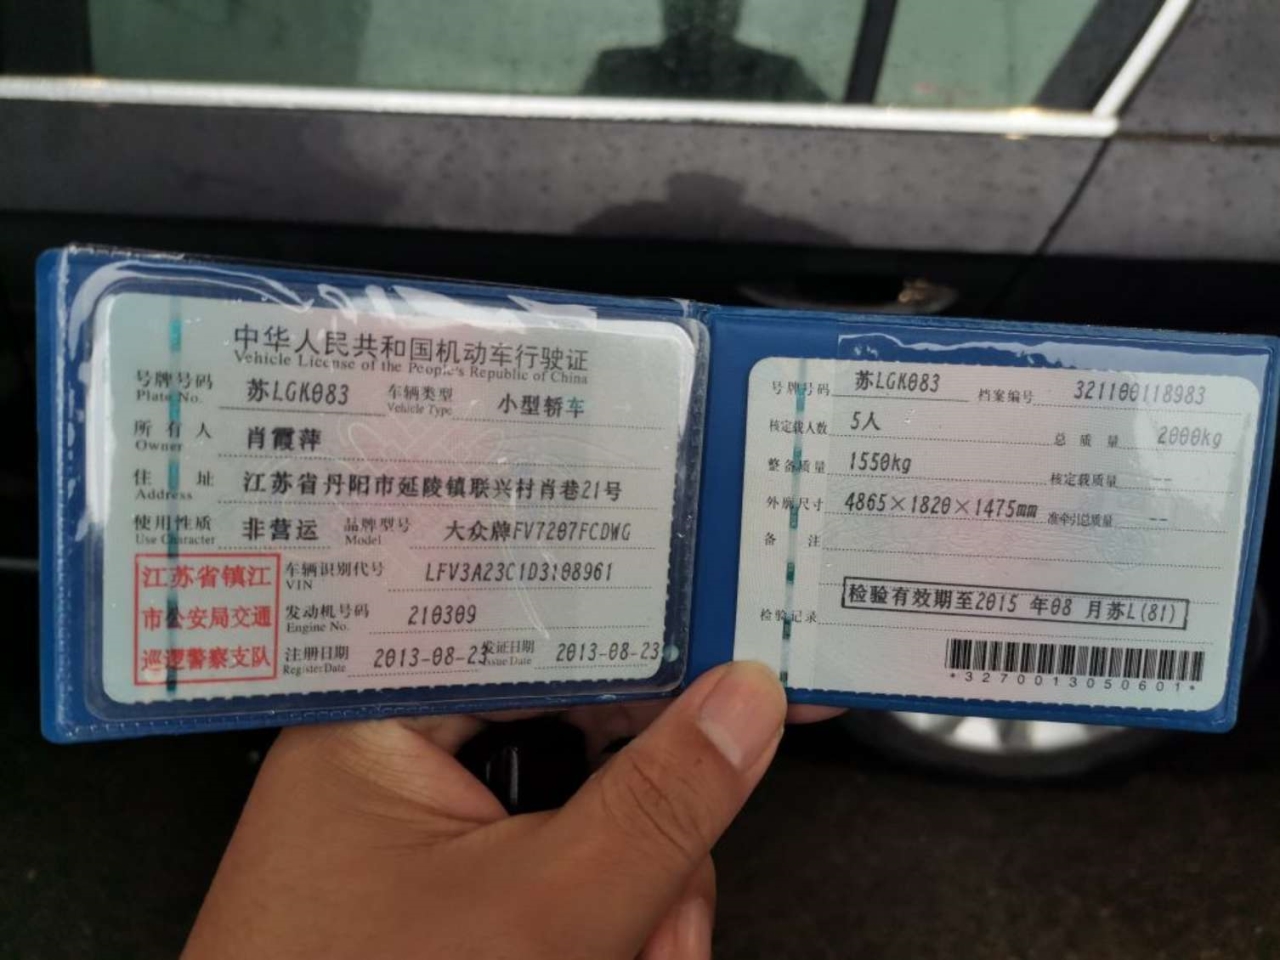 中华人民共和国机动车行驶证
Vehicle License of the People's Republic of China
号牌号码 苏LGK083 车辆类型 小型轿车
Plate No. Vehicle Type
所有人 肖霞萍
Owner
住址 江苏省丹阳市延陵镇联兴村肖巷21号
Address
使用性质 非营运 品牌型号 大众牌FV7207FCDWG
Use Character Model
江苏省镇江
市公安局交通
巡逻警察支队
车辆识别代号 LFV3A23C1D3108961
VIN
发动机号码 210309
Engine No.
注册日期 2013-08-23 发证日期 2013-08-23
Register Date Issue Date
号牌号码 苏LGK083 档案编号 321100118983
核定载人数 5人 总质量 2000kg
整备质量 1550kg 核定载质量 --
外廓尺寸 4865×1820×1475mm 准牵引总质量 --
备注
检验记录 检验有效期至2015 年08 月苏L(81)
*3270013050601*